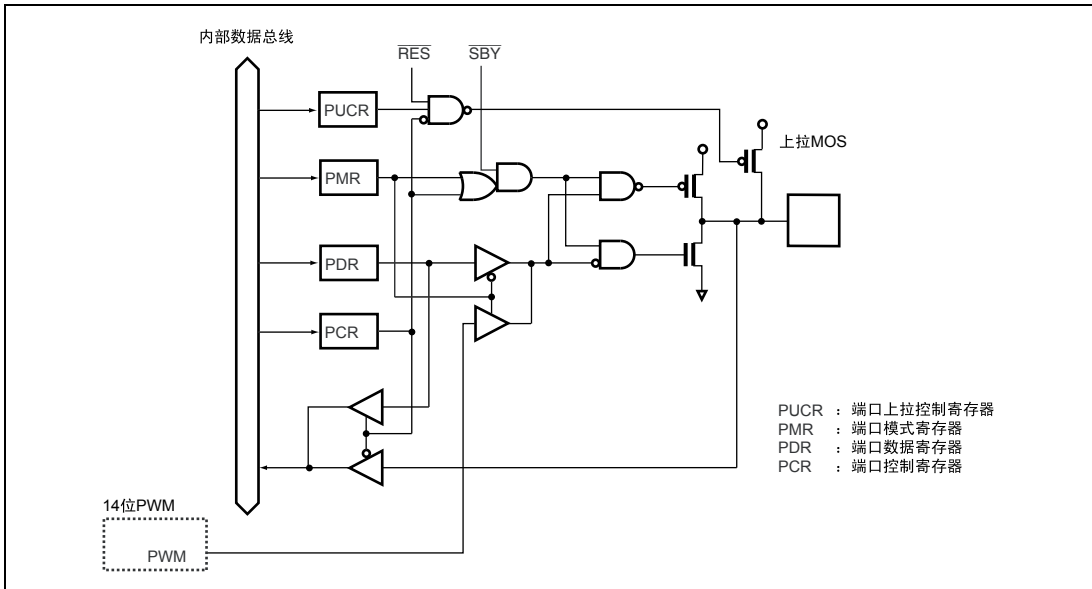 内部数据总线
RES
SBY
PUCR
上拉MOS
PMR
PDR
PCR
PUCR : 端口上拉控制寄存器
PMR : 端口模式寄存器
PDR : 端口数据寄存器
PCR : 端口控制寄存器
14位PWM
PWM